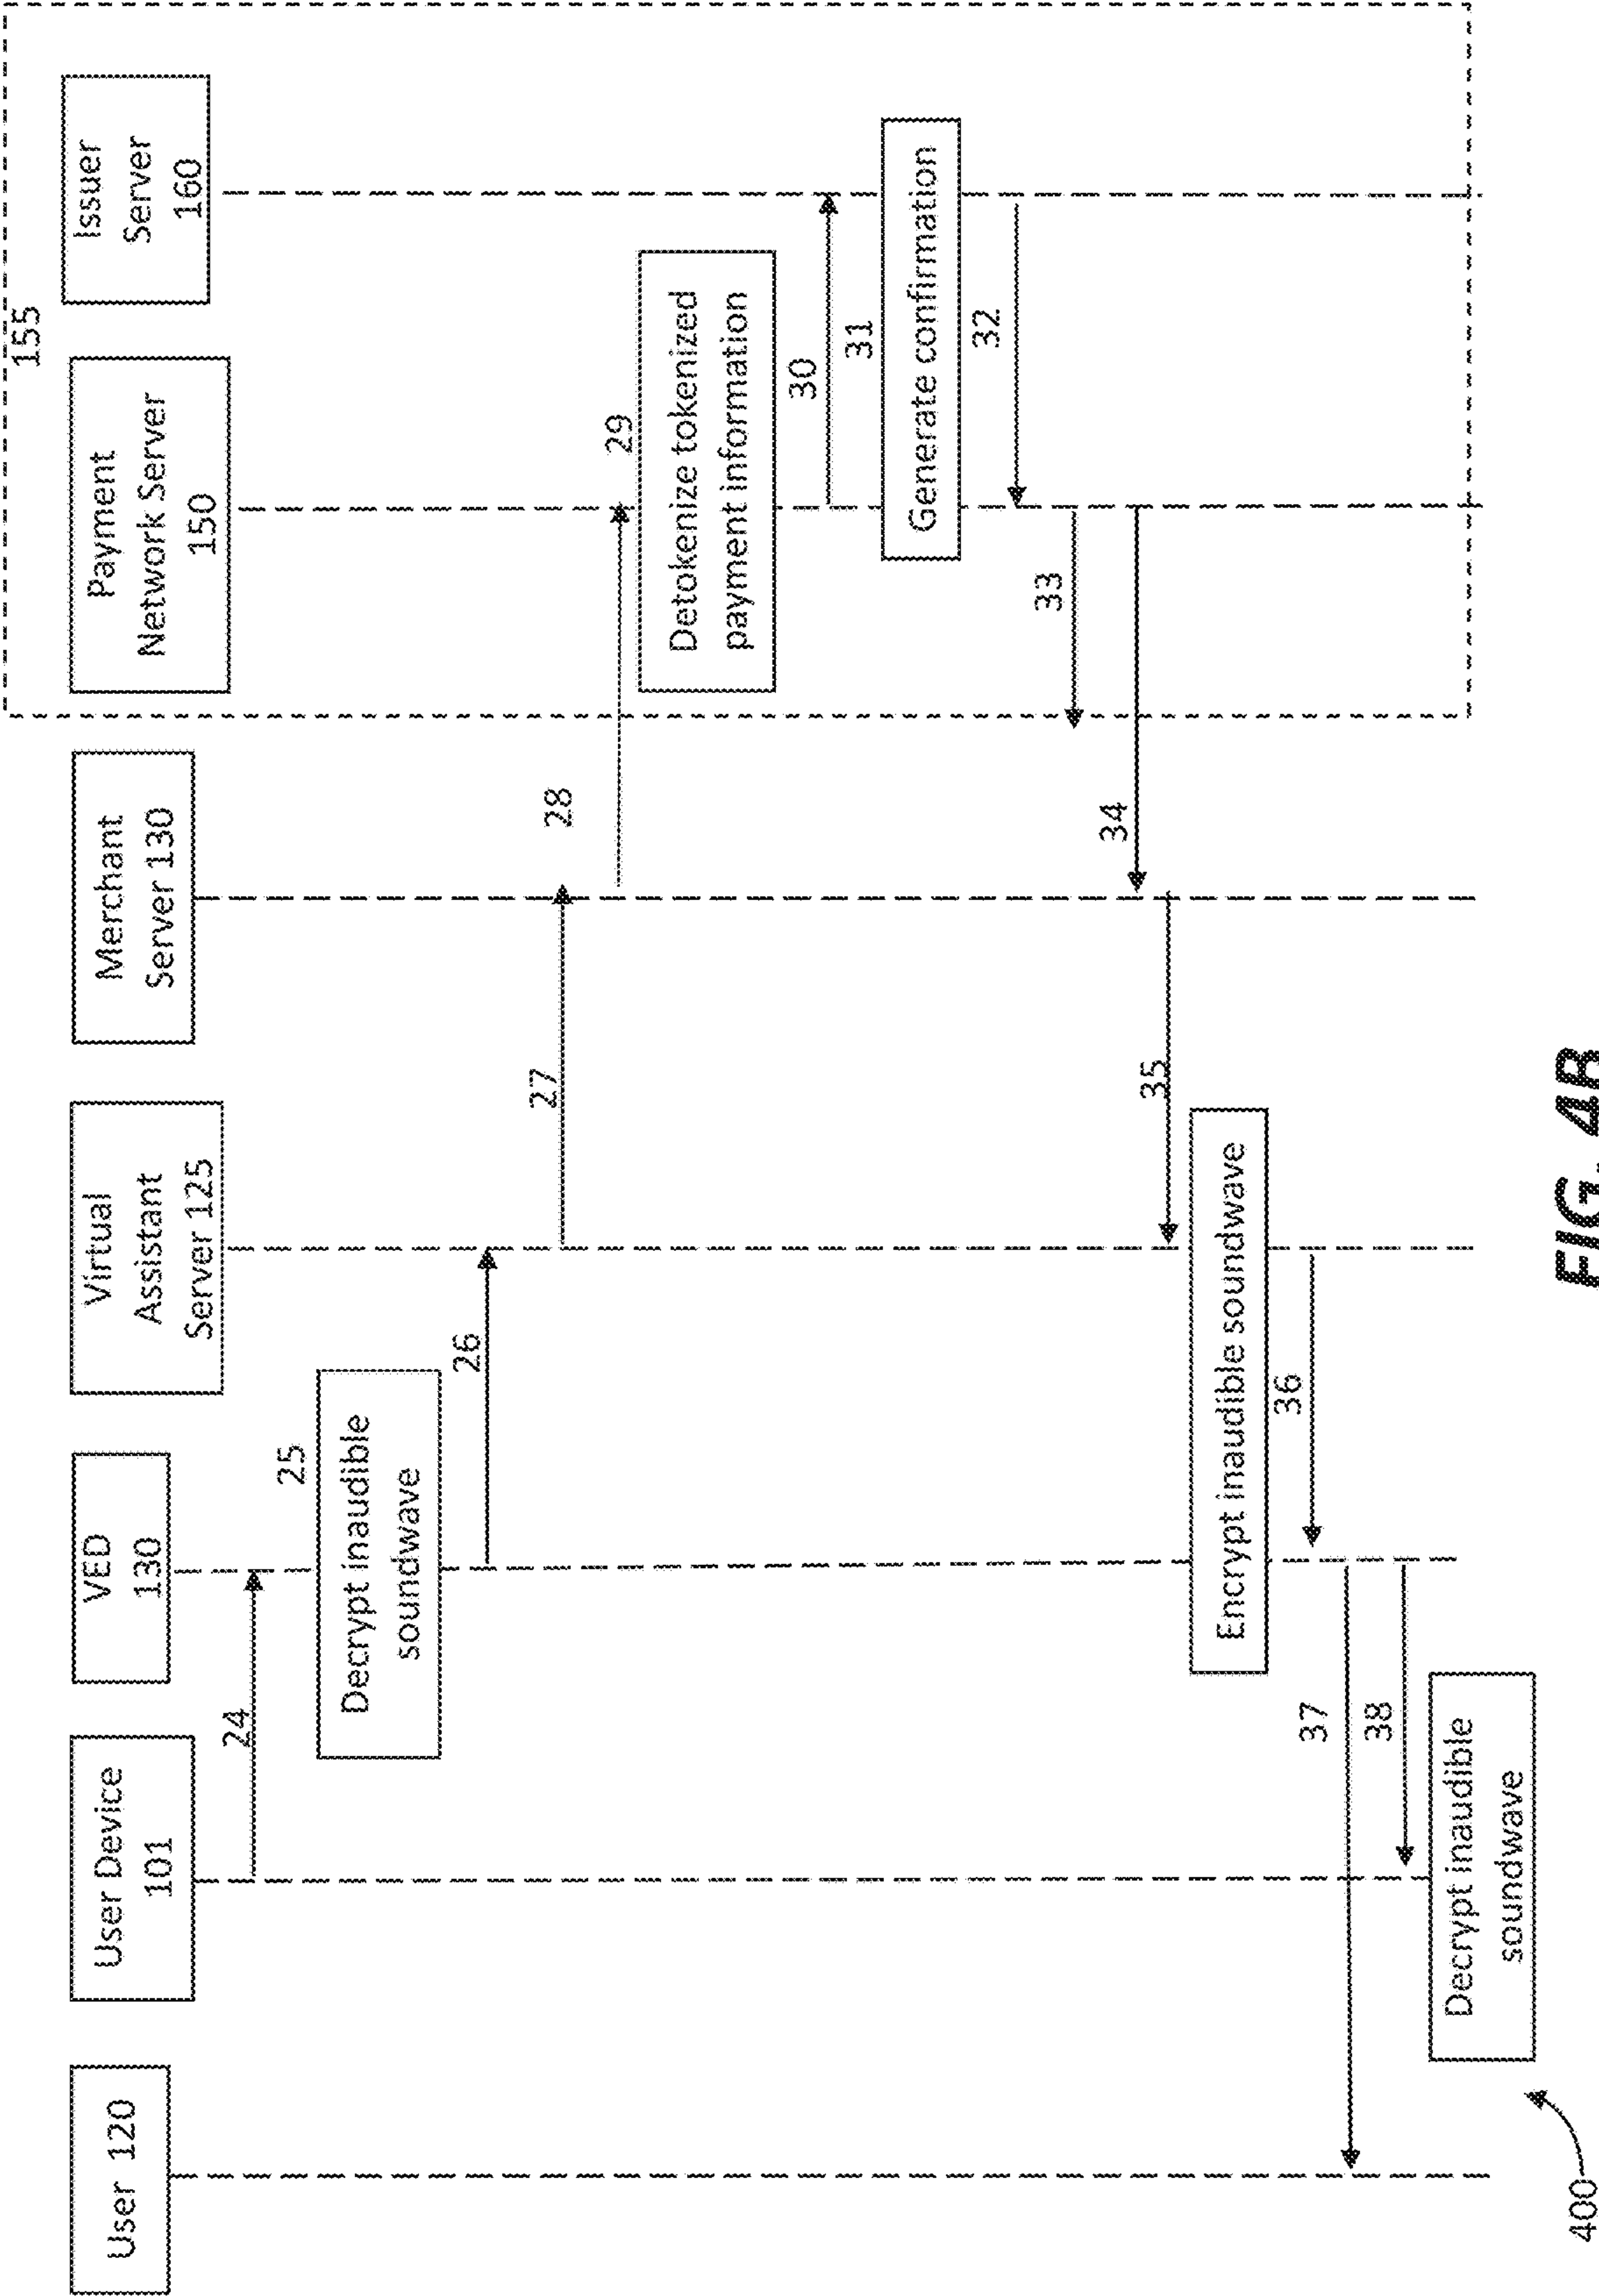 155
User 120
User Device
101
VED
130
Virtual
Assistant
Server 125
Merchant
Server 130
Payment
Network Server
150
Issuer
Server
160
24
25
Decrypt inaudible
soundwave
26
27
28
29
Detokenize tokenized
payment information
30
31
Generate confirmation
32
33
34
35
Encrypt inaudible soundwave
36
37
38
Decrypt inaudible
soundwave
400
FIG. 4B